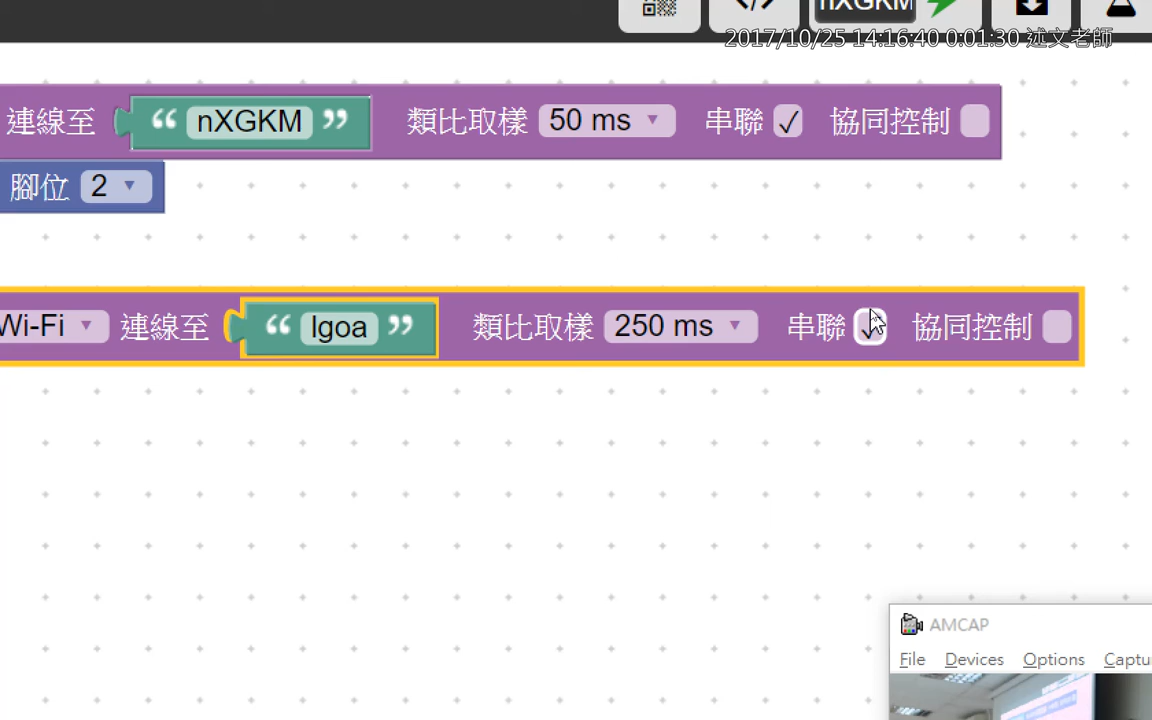 </> nXGKM
2017/10/25 14:16:40 0:01:30 述文老師
連線至 “ nXGKM ” 類比取樣 50 ms 串聯 ✓ 協同控制
腳位 2
Wi-Fi 連線至 “ lgoa ” 類比取樣 250 ms 串聯 ✓ 協同控制
AMCAP
File Devices Options Captu